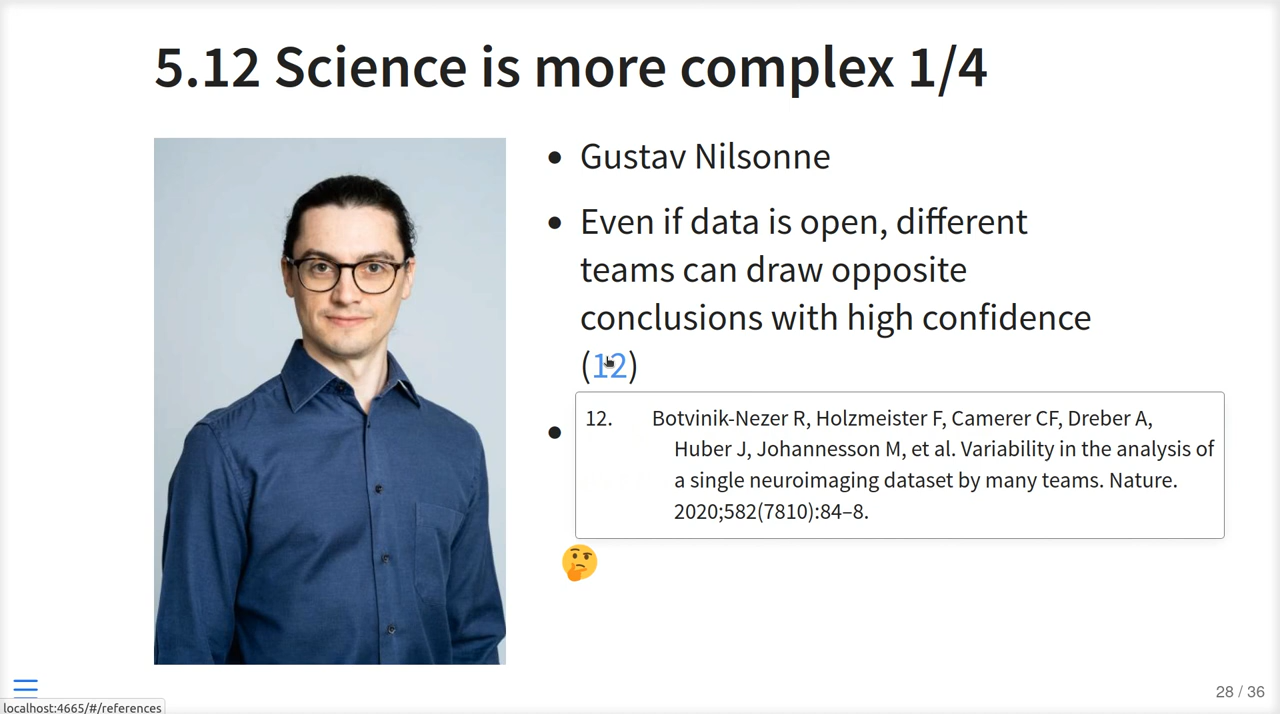 5.12 Science is more complex 1/4
• Gustav Nilsonne
• Even if data is open, different
teams can draw opposite
conclusions with high confidence
(12)
•
12. Botvinik-Nezer R, Holzmeister F, Camerer CF, Dreber A,
Huber J, Johannesson M, et al. Variability in the analysis of
a single neuroimaging dataset by many teams. Nature.
2020;582(7810):84–8.
🤔
28 / 36
localhost:4665/#/references